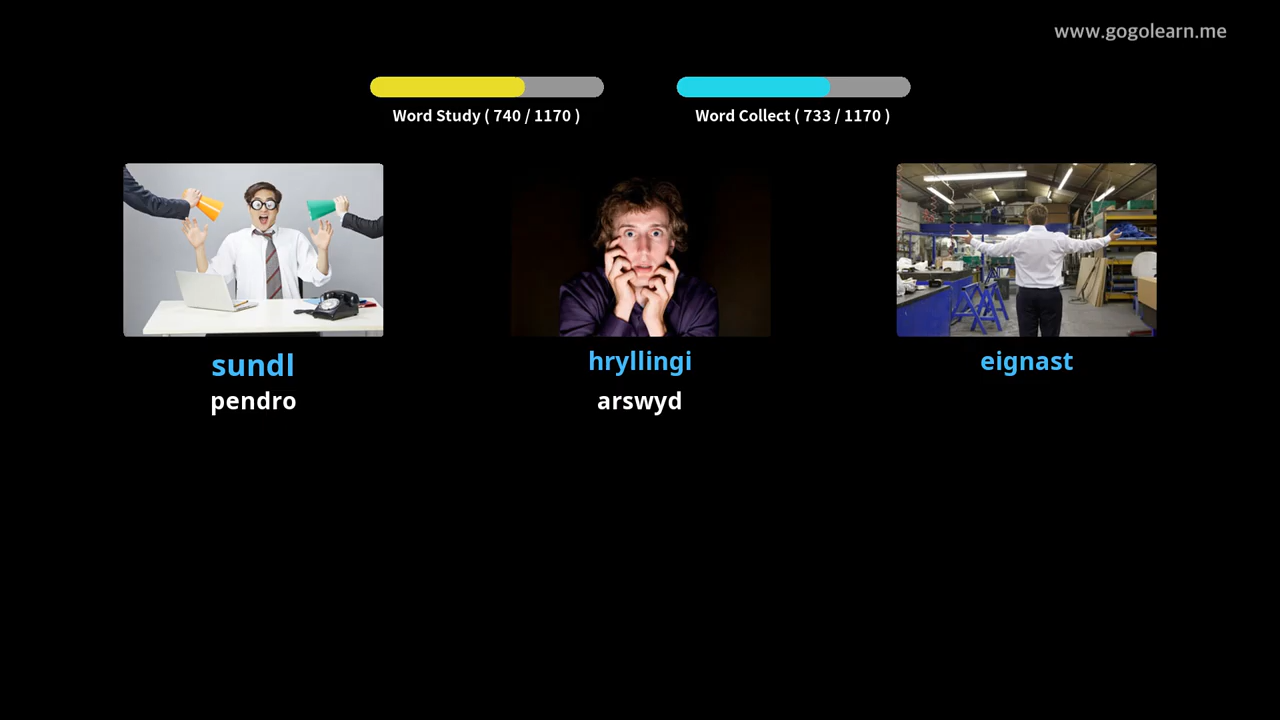 www.gogolearn.me
Word Study ( 740 / 1170 )
Word Collect ( 733 / 1170 )
sundl
hryllingi
eignast
pendro
arswyd